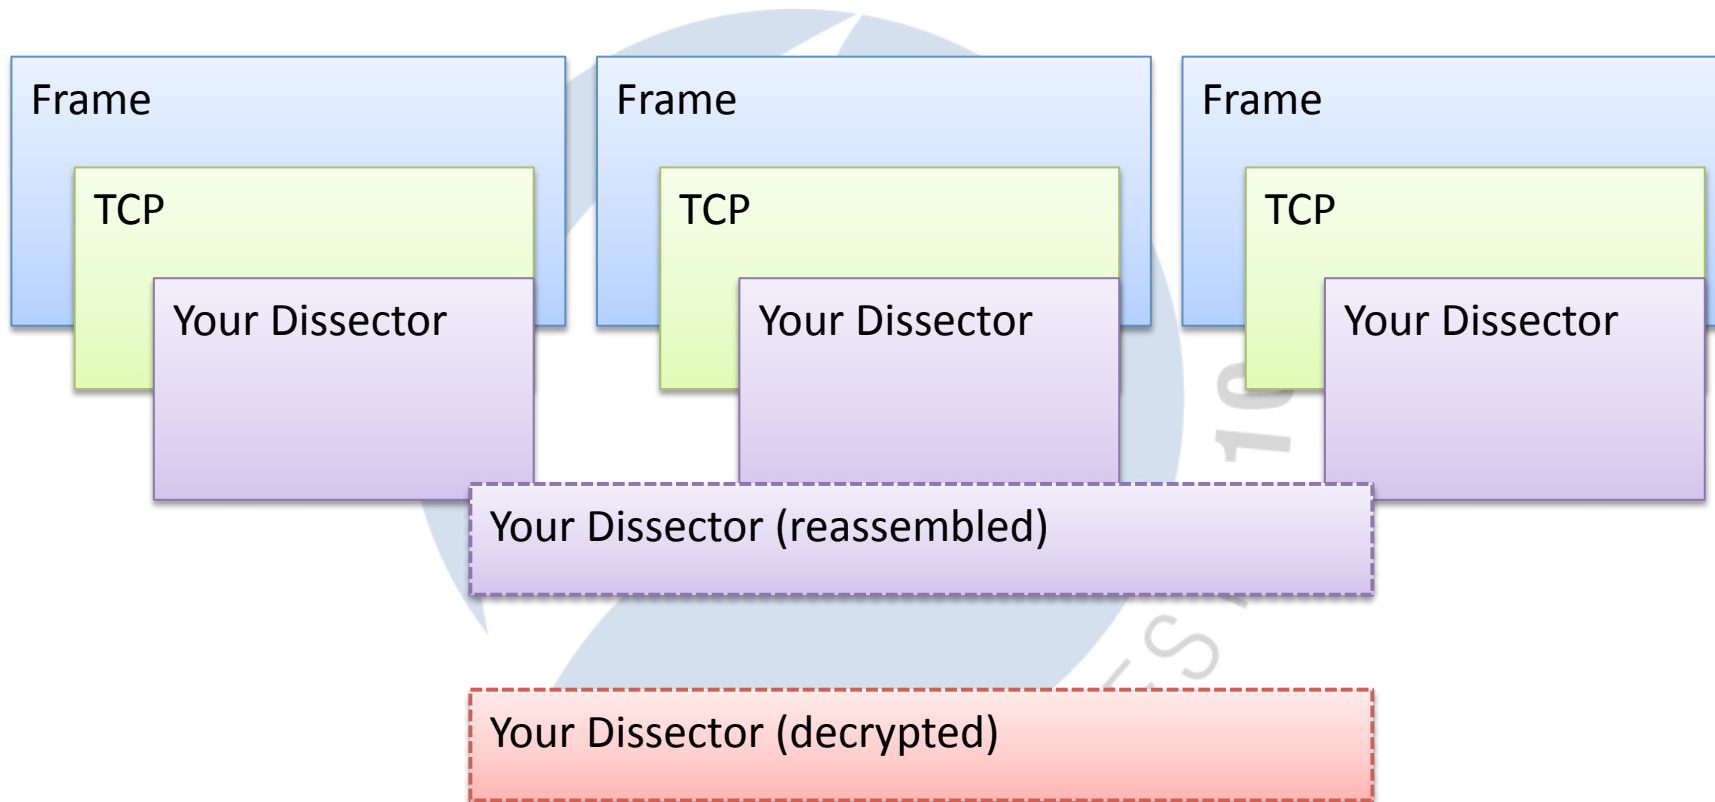 Frame
Frame
Frame
TCP
TCP
TCP
Your Dissector
Your Dissector
Your Dissector
Your Dissector (reassembled)
Your Dissector (decrypted)